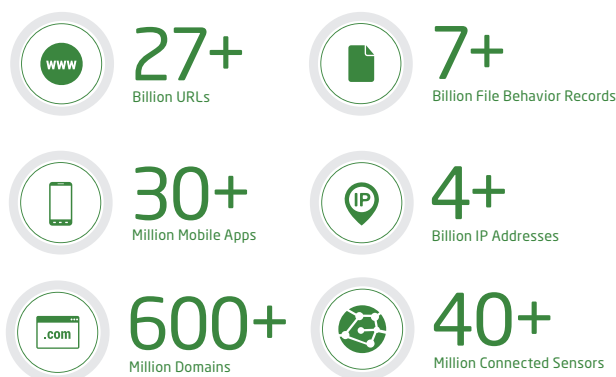 www
27+
Billion URLs
7+
Billion File Behavior Records
30+
Million Mobile Apps
IP
4+
Billion IP Addresses
.com
600+
Million Domains
40+
Million Connected Sensors